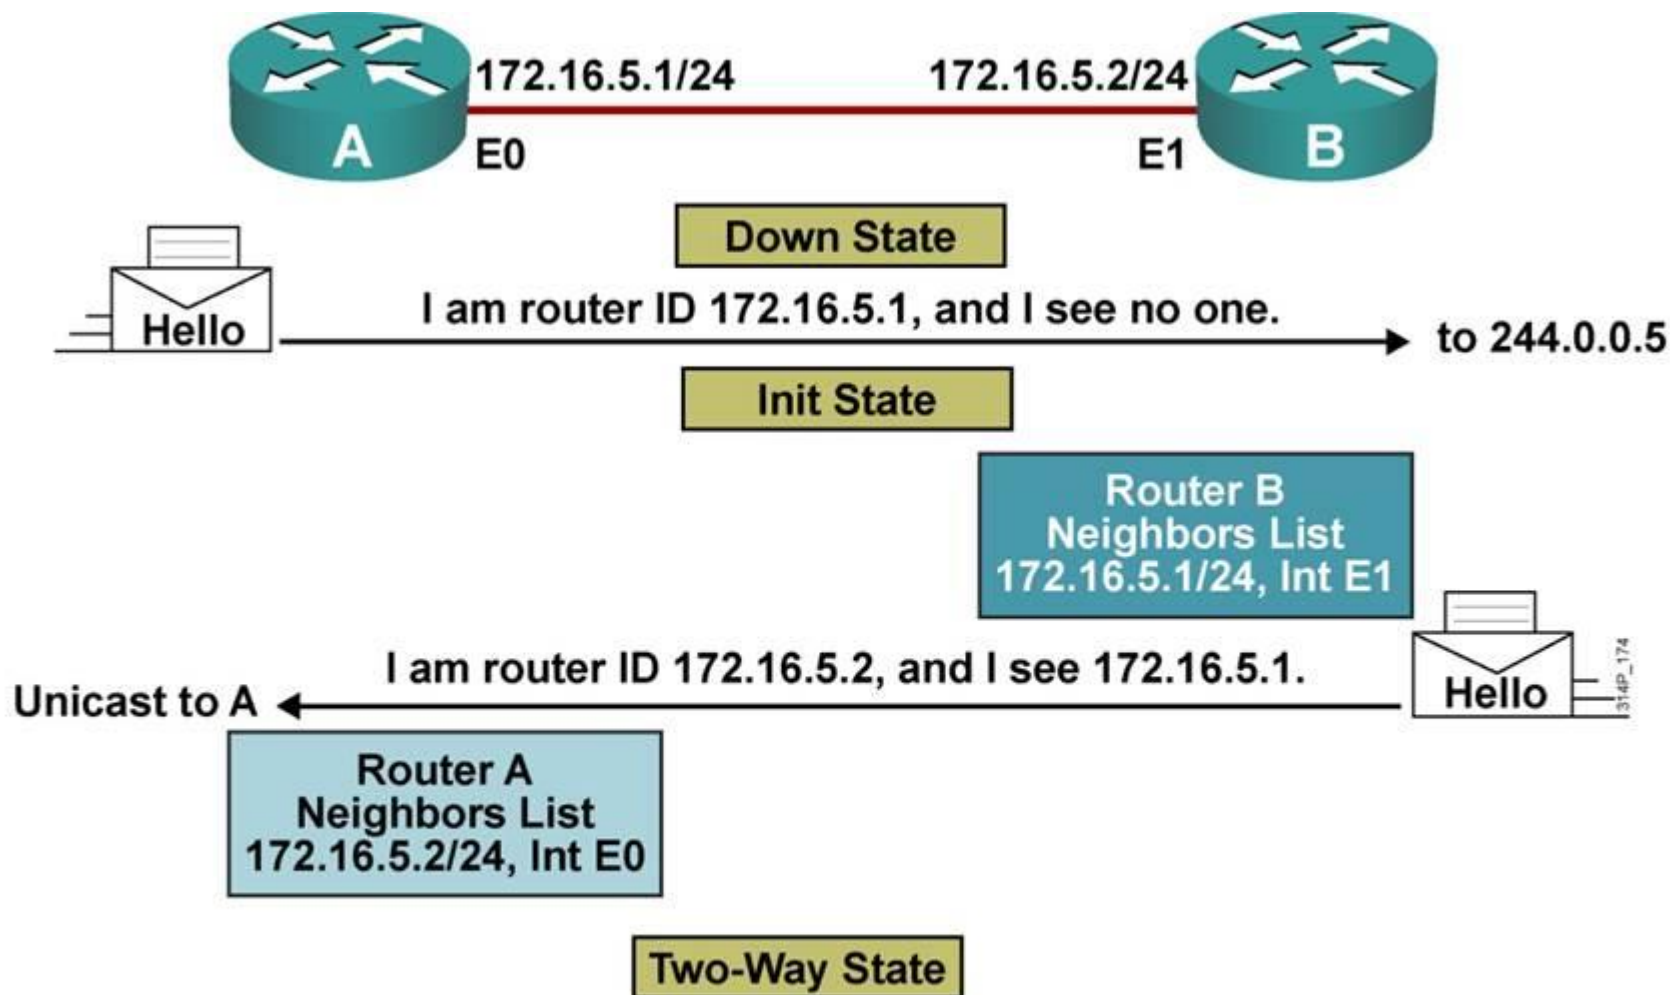 172.16.5.1/24
172.16.5.2/24
A
E0
E1
B
Down State
Hello
I am router ID 172.16.5.1, and I see no one.
to 244.0.0.5
Init State
Router B
Neighbors List
172.16.5.1/24, Int E1
I am router ID 172.16.5.2, and I see 172.16.5.1.
Unicast to A
Hello
314P_174
Router A
Neighbors List
172.16.5.2/24, Int E0
Two-Way State